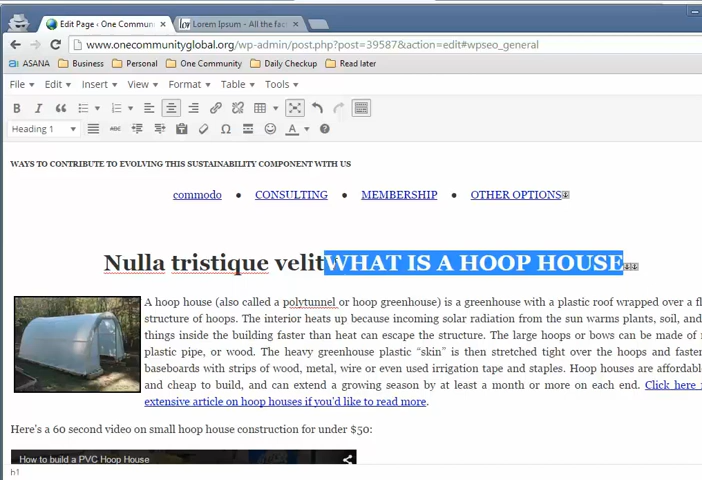 Edit Page ‹ One Commun
Lorem Ipsum - All the fac
www.onecommunityglobal.org/wp-admin/post.php?post=39587&action=edit#wpseo_general
ASANA Business Personal One Community Daily Checkup Read later
File Edit Insert View Format Table Tools
Heading 1
WAYS TO CONTRIBUTE TO EVOLVING THIS SUSTAINABILITY COMPONENT WITH US
commodo ● CONSULTING ● MEMBERSHIP ● OTHER OPTIONS
Nulla tristique velitWHAT IS A HOOP HOUSE
A hoop house (also called a polytunnel or hoop greenhouse) is a greenhouse with a plastic roof wrapped over a fl
structure of hoops. The interior heats up because incoming solar radiation from the sun warms plants, soil, and
things inside the building faster than heat can escape the structure. The large hoops or bows can be made of
plastic pipe, or wood. The heavy greenhouse plastic “skin” is then stretched tight over the hoops and fasten
baseboards with strips of wood, metal, wire or even used irrigation tape and staples. Hoop houses are affordabl
and cheap to build, and can extend a growing season by at least a month or more on each end. Click here
extensive article on hoop houses if you'd like to read more.
Here's a 60 second video on small hoop house construction for under $50:
How to build a PVC Hoop House
h1